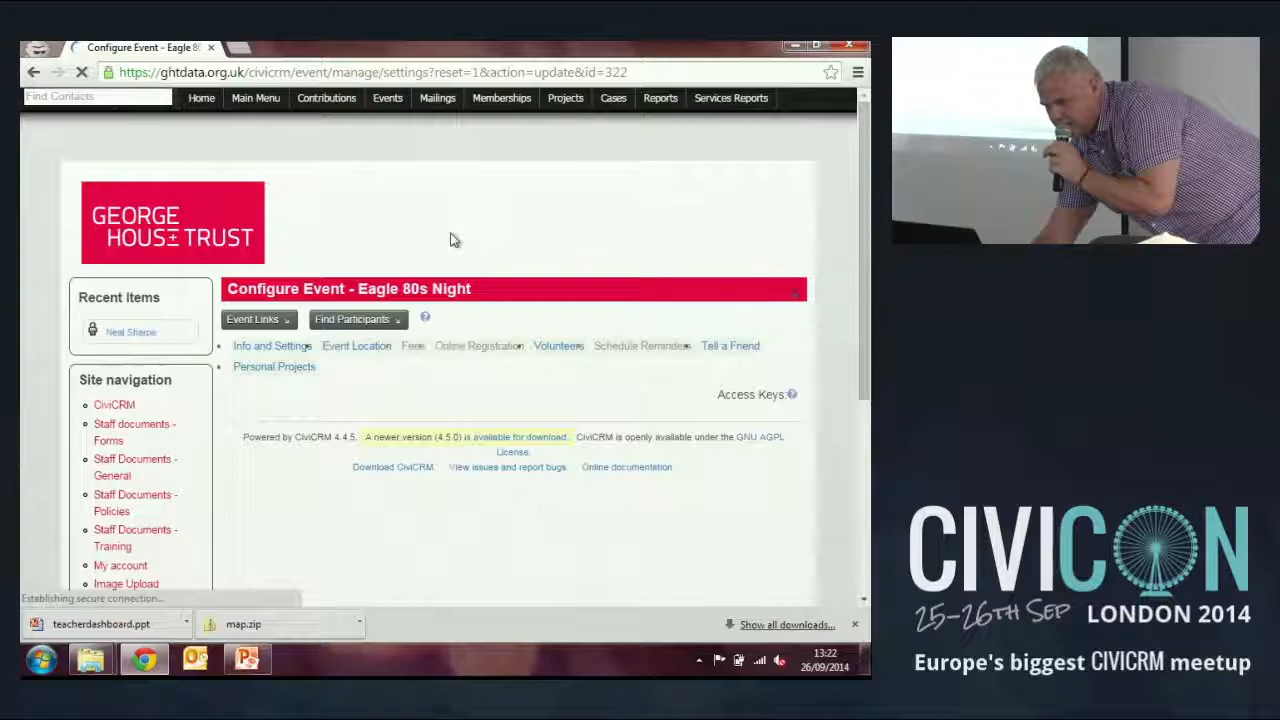 Configure Event - Eagle 80
https://ghtdata.org.uk/civicrm/event/manage/settings?reset=1&action=update&id=322
Find Contacts Home Main Menu Contributions Events Mailings Memberships Projects Cases Reports Services Reports
GEORGE
HOUSE TRUST
Recent Items
Neal Sharpe
Configure Event - Eagle 80s Night
Event Links Find Participants
Info and Settings Event Location Fees Online Registration Volunteers Schedule Reminders Tell a Friend
Personal Projects
Access Keys:
Site navigation
CiviCRM
Staff documents -
Forms
Staff Documents -
General
Staff Documents -
Policies
Staff Documents -
Training
My account
Image Upload
Powered by CiviCRM 4.4.5. A newer version (4.5.0) is available for download. CiviCRM is openly available under the GNU AGPL
License.
Download CiviCRM View issues and report bugs Online documentation
Establishing secure connection...
teacherdashboard.ppt map.zip Show all downloads...
13:22
26/09/2014
CIVICON
25-26TH SEP LONDON 2014
Europe's biggest CIVICRM meetup